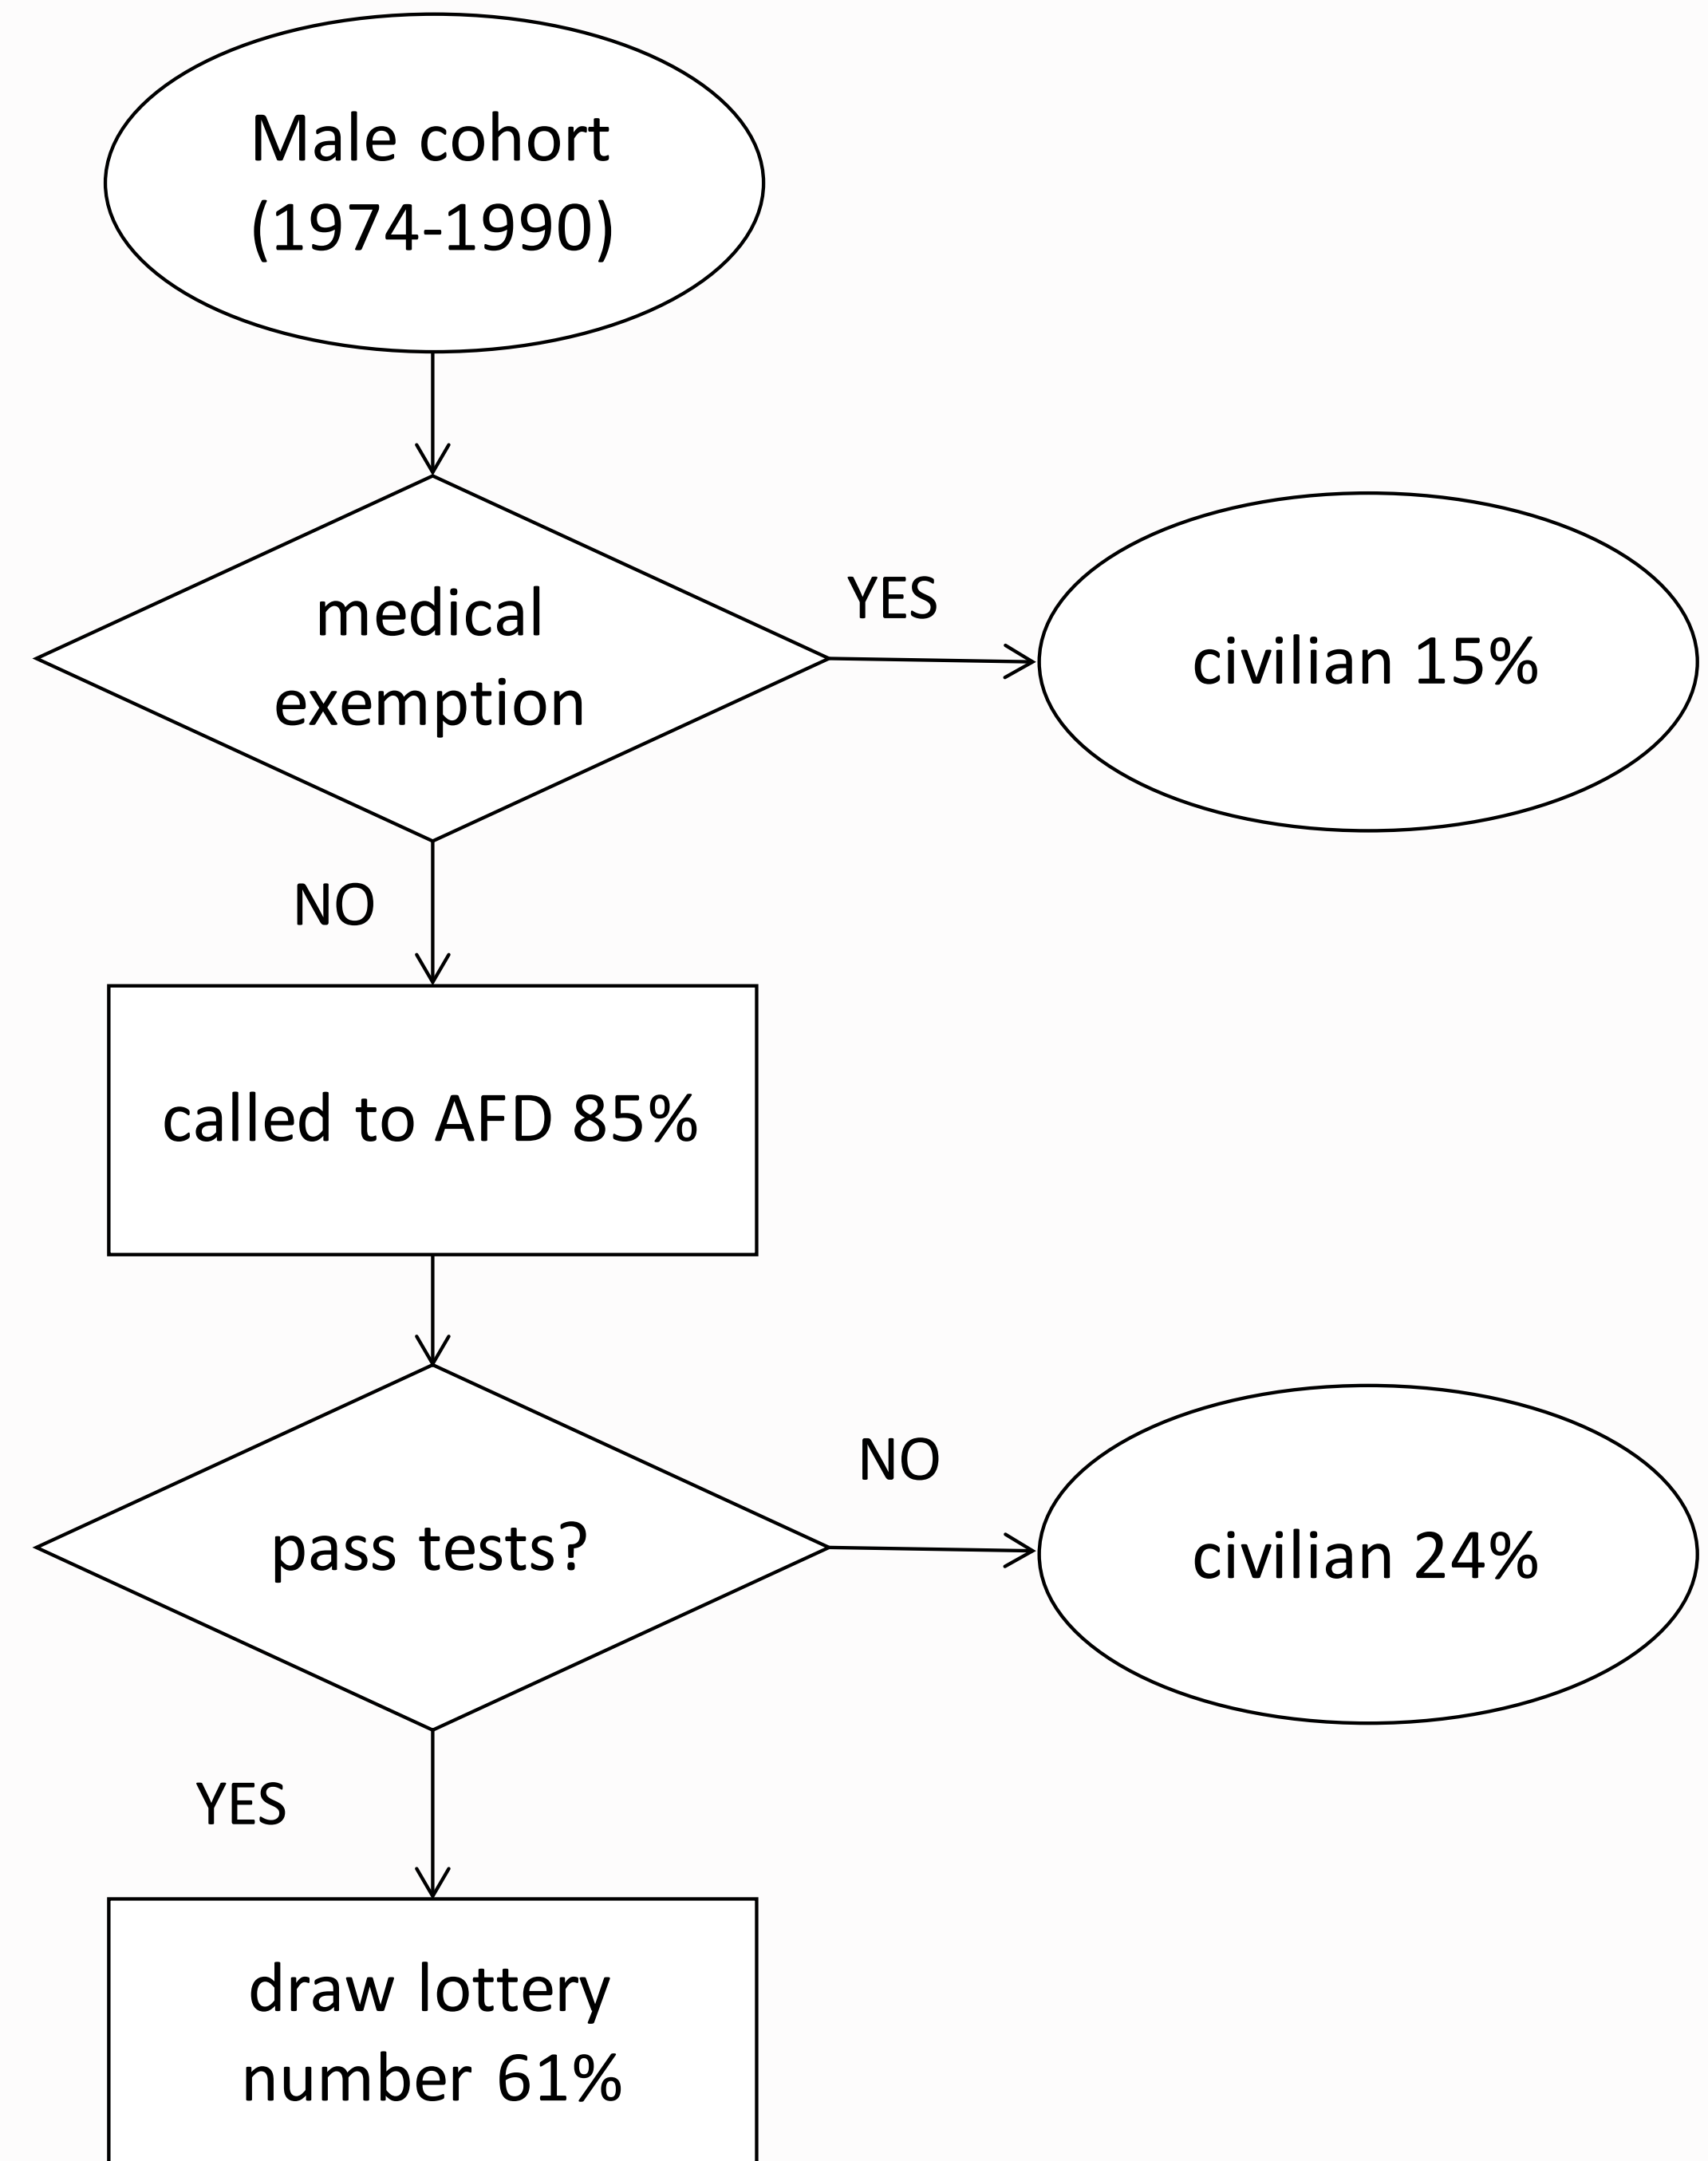 Male cohort
(1974-1990)
medical
exemption
YES
civilian 15%
NO
called to AFD 85%
pass tests?
NO
civilian 24%
YES
draw lottery
number 61%